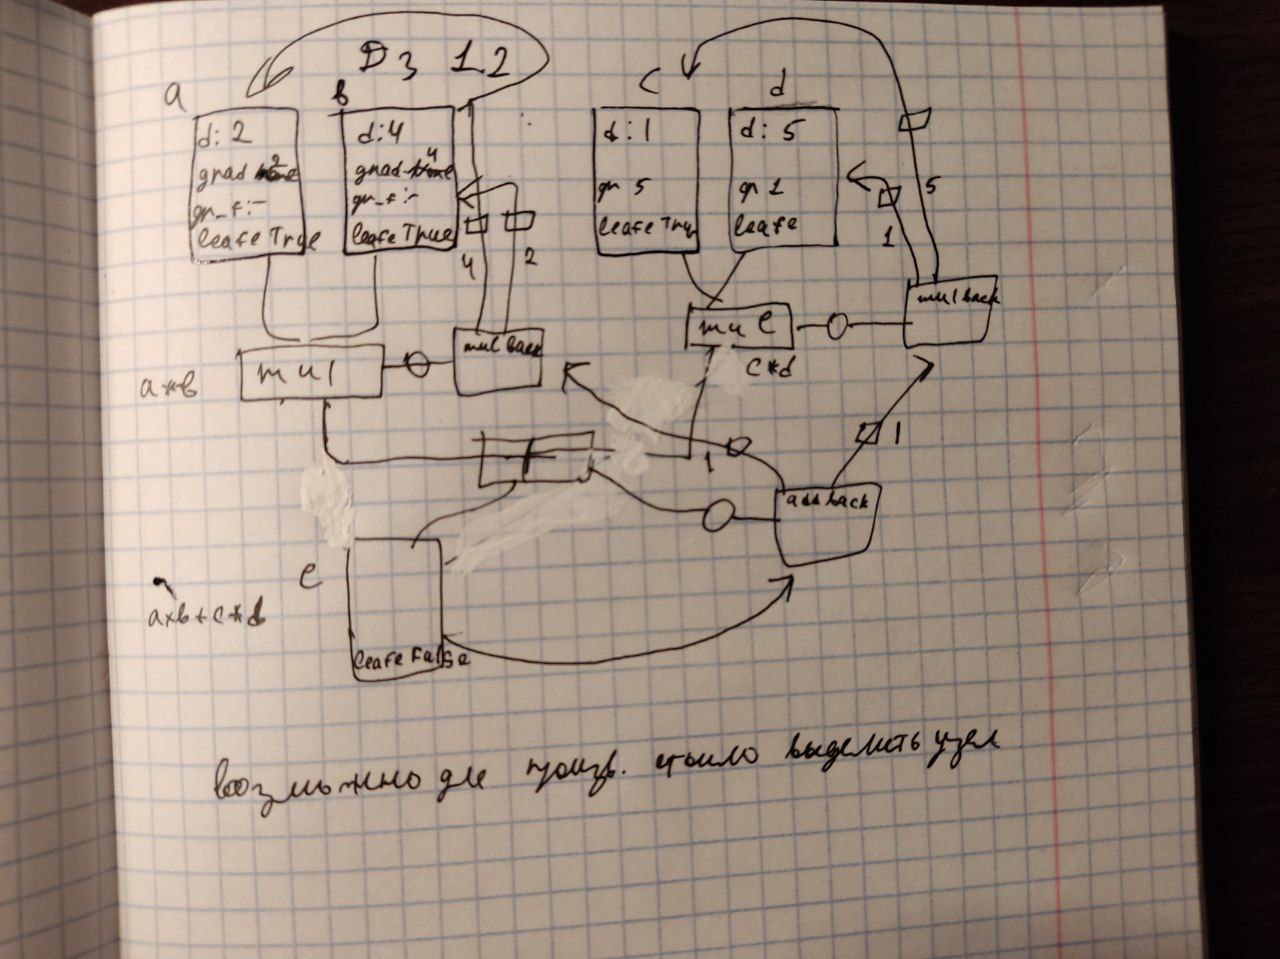 ДЗ 12
a
в
c
d
d: 2
d: 4
d: 1
d: 5
grad 2
grad 4
gr 5
gr 1
gr_f: -
gr_f: -
leafe True
leafe True
leafe True
leafe
4
2
1
5
mul
mul back
mul
mul back
a*в
c*d
1
1
add back
e
a*в+c*d
leafe False
возможно для произв. стоило выделить узел